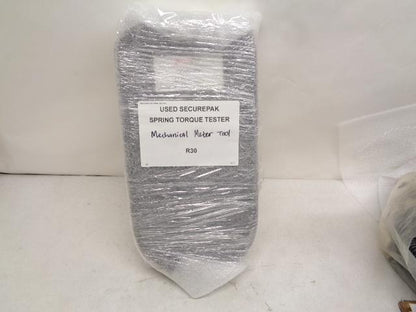 USED SECUREPAK
SPRING TORQUE TESTER
Mechanical Meter Tool
R30